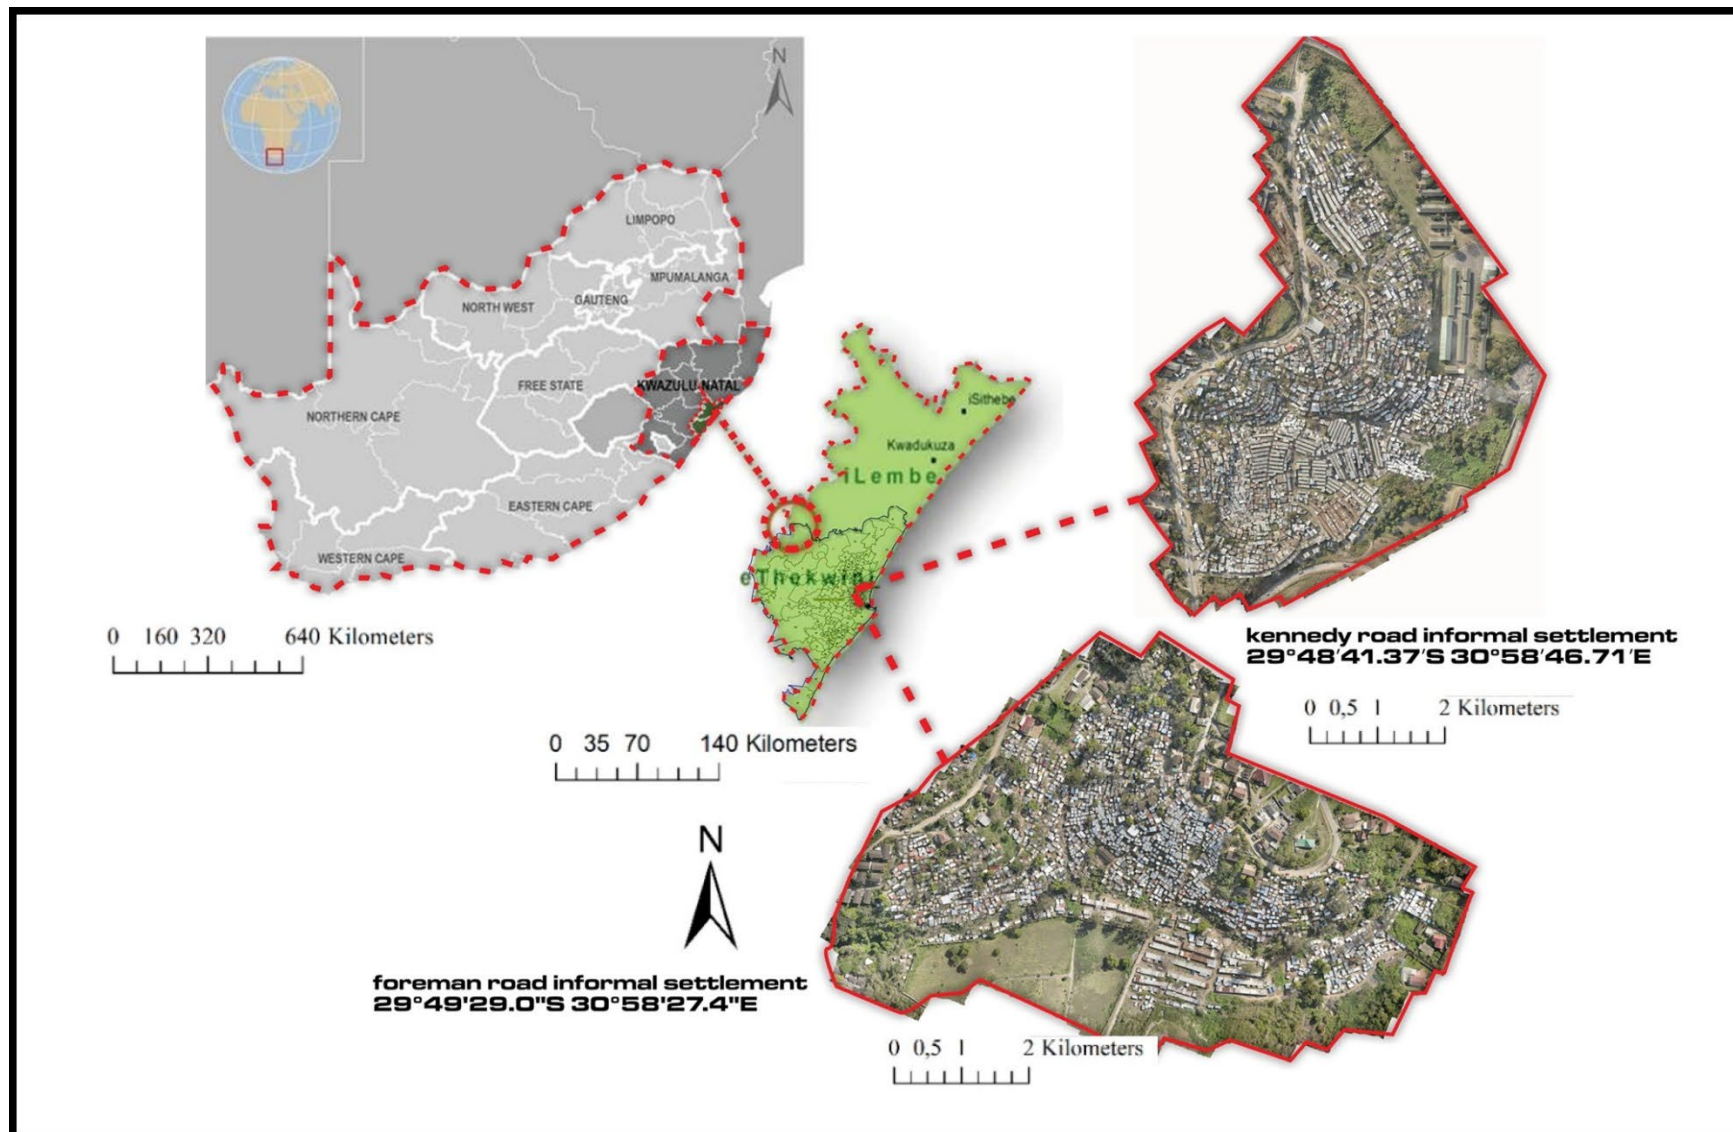 N
LIMPOPO
MPUMALANGA
GAUTENG
NORTH WEST
KWAZULU NATAL
FREE STATE
NORTHERN CAPE
EASTERN CAPE
WESTERN CAPE
0 160 320 640 Kilometers
iSithebe
Kwadukuza
iLembe
eThekwini
0 35 70 140 Kilometers
kennedy road informal settlement
29°48'41.37'S 30°58'46.71'E
0 0,5 1 2 Kilometers
N
foreman road informal settlement
29°49'29.0"S 30°58'27.4"E
0 0,5 1 2 Kilometers